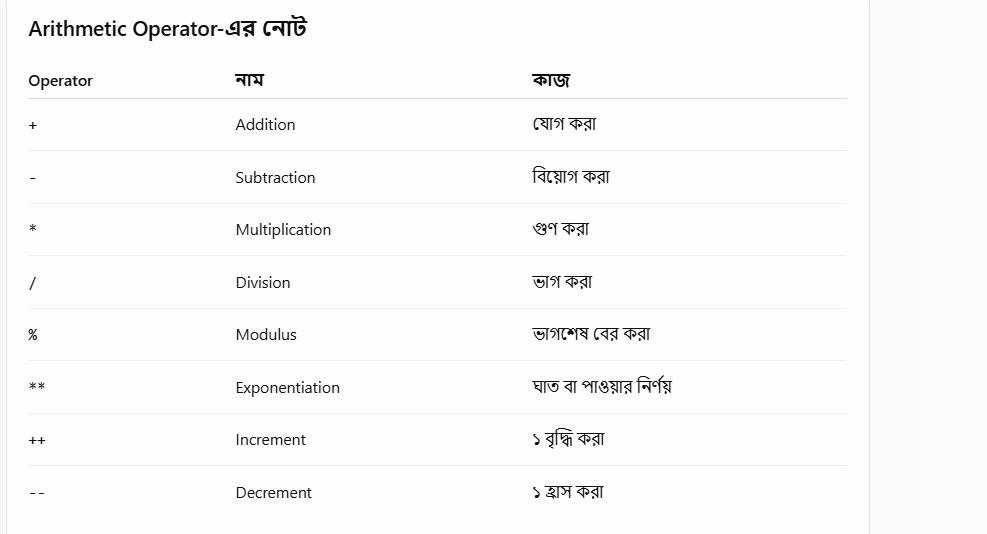 Arithmetic Operator-এর নোট
Operator নাম কাজ
+ Addition যোগ করা
- Subtraction বিয়োগ করা
* Multiplication গুণ করা
/ Division ভাগ করা
% Modulus ভাগশেষ বের করা
** Exponentiation ঘাত বা পাওয়ার নির্ণয়
++ Increment ১ বৃদ্ধি করা
-- Decrement ১ হ্রাস করা